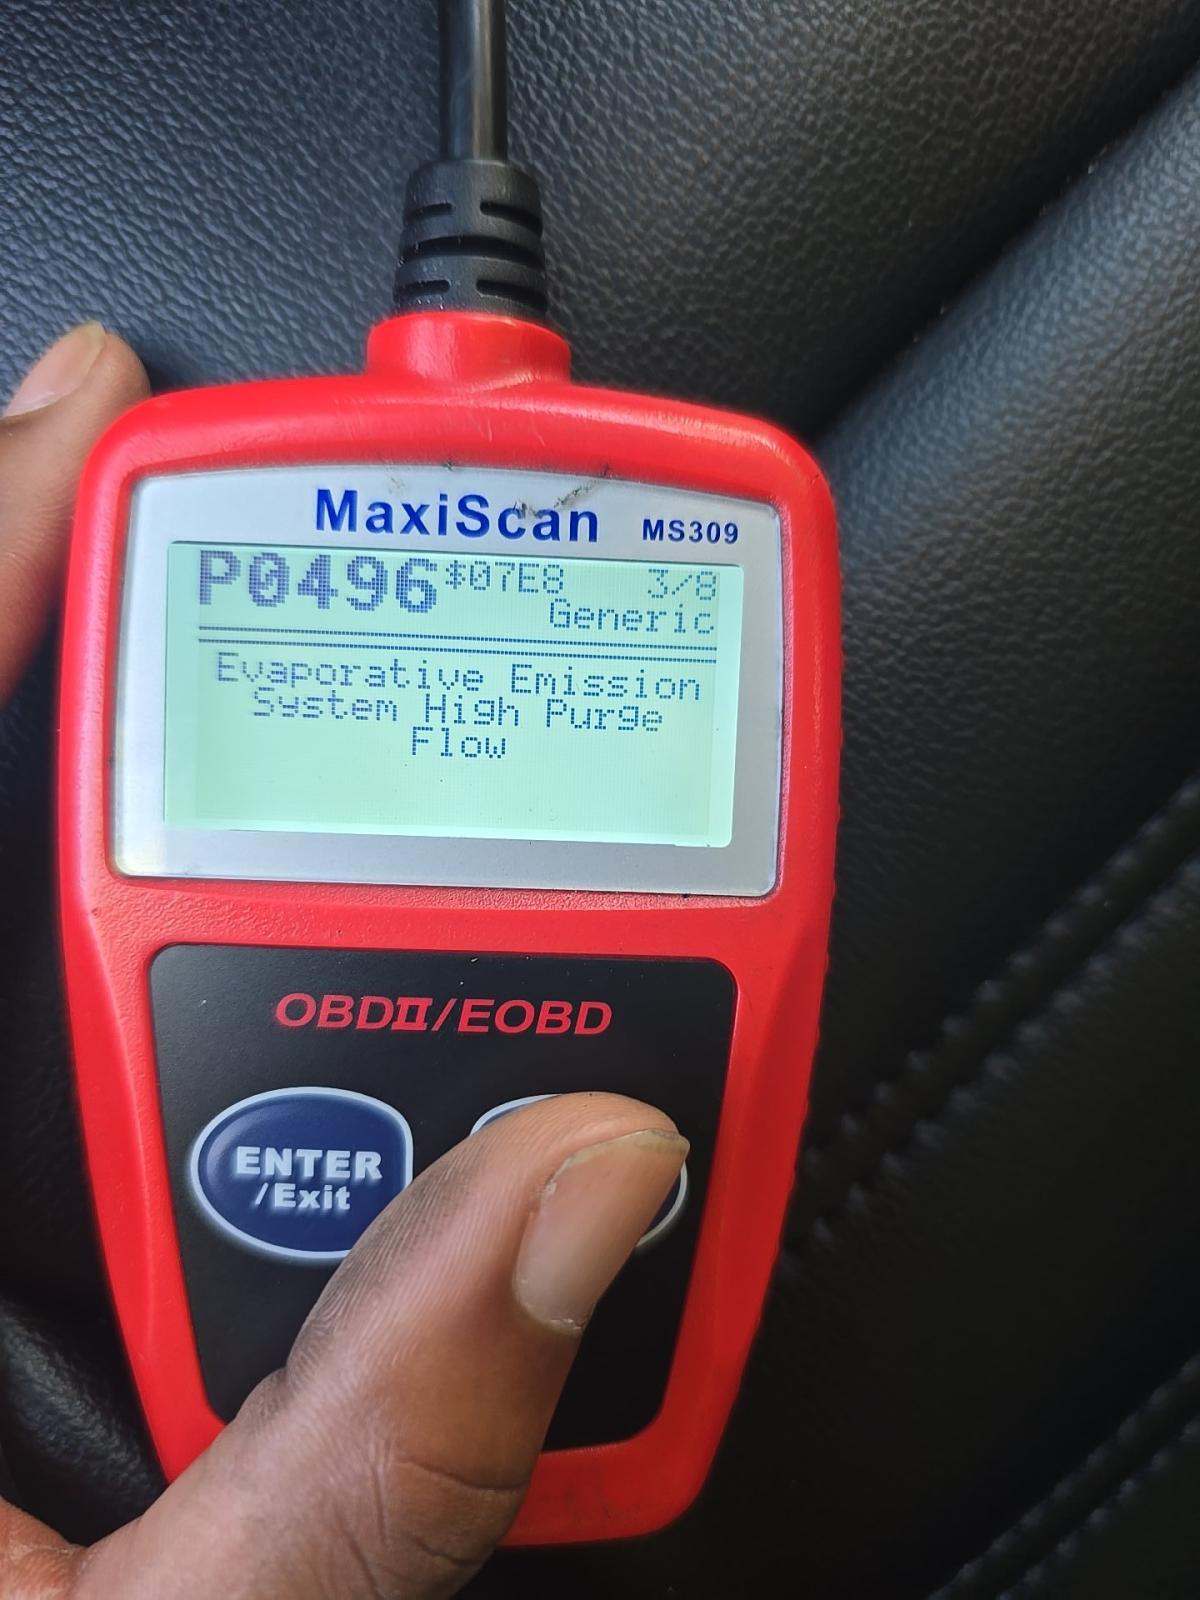 MaxiScan MS309
P0496 $07E8 3/8
Generic
Evaporative Emission
System High Purge
Flow
OBDII/EOBD
ENTER
/Exit